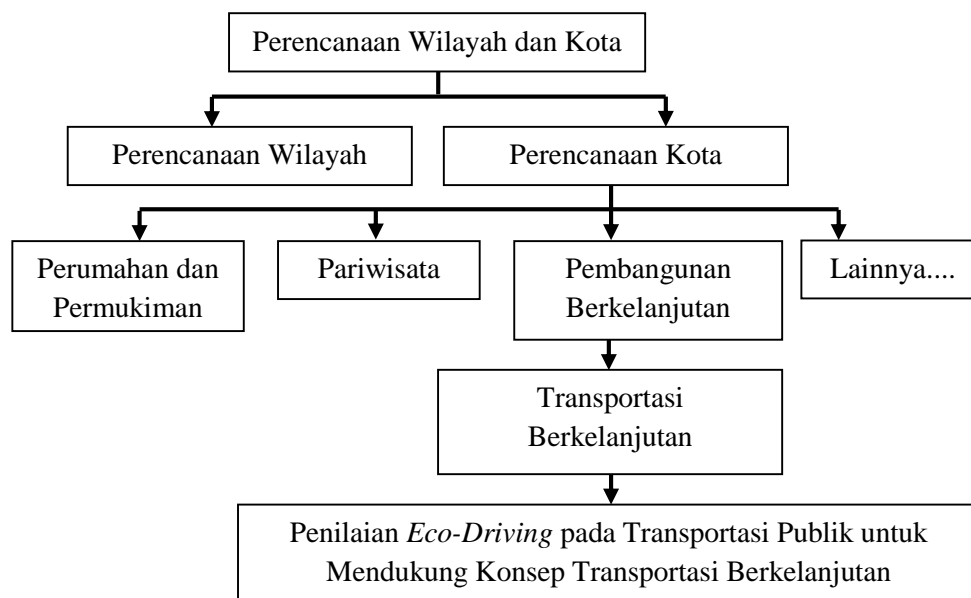 Perencanaan Wilayah dan Kota
Perencanaan Wilayah
Perencanaan Kota
Perumahan dan
Permukiman
Pariwisata
Pembangunan
Berkelanjutan
Lainnya....
Transportasi
Berkelanjutan
Penilaian Eco-Driving pada Transportasi Publik untuk
Mendukung Konsep Transportasi Berkelanjutan